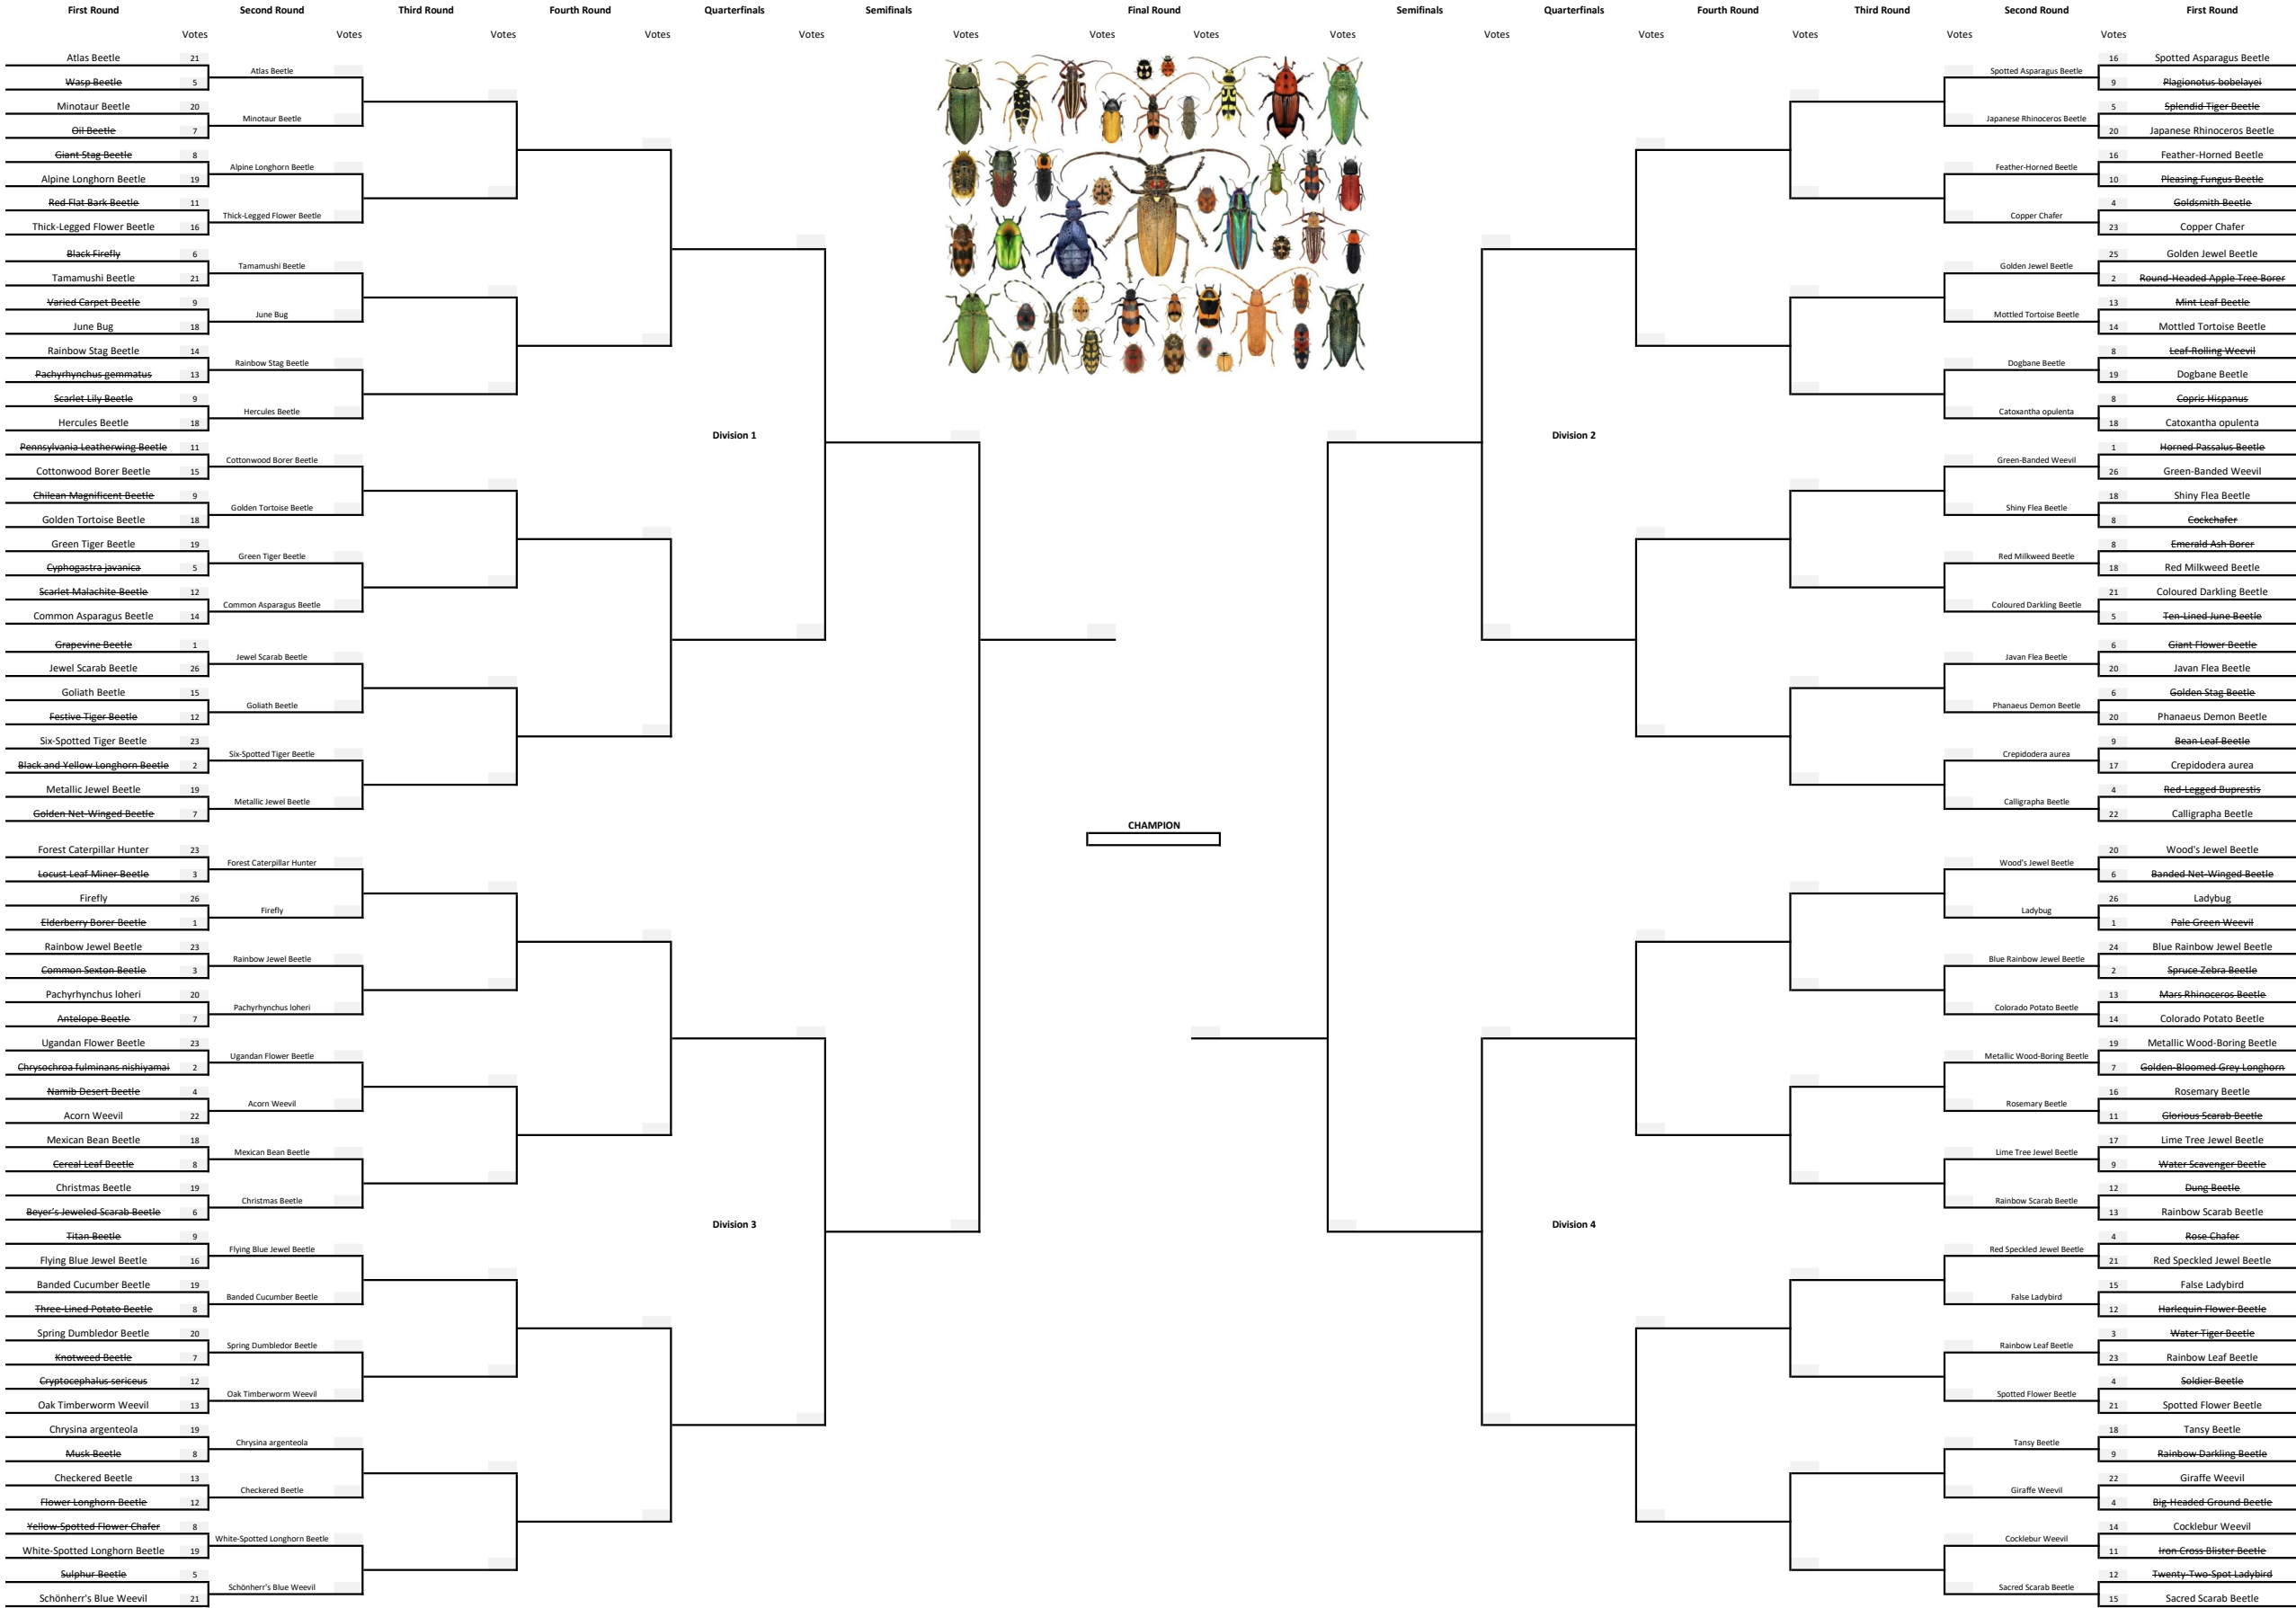 First Round Second Round Third Round Fourth Round Quarterfinals Semifinals Final Round Semifinals Quarterfinals Fourth Round Third Round Second Round First Round
Votes Votes Votes Votes Votes Votes Votes Votes Votes Votes Votes Votes Votes Votes
Atlas Beetle 21
Wasp Beetle 5
Minotaur Beetle 20
Oil Beetle 7
Giant Stag Beetle 8
Alpine Longhorn Beetle 19
Red Flat Bark Beetle 11
Thick-Legged Flower Beetle 16
Black Firefly 6
Tamamushi Beetle 21
Varied Carpet Beetle 9
June Bug 18
Rainbow Stag Beetle 14
Pachyrhynchus gemmatus 13
Scarlet Lily Beetle 9
Hercules Beetle 18
Pennsylvania Leatherwing Beetle 11
Cottonwood Borer Beetle 15
Chilean Magnificent Beetle 9
Golden Tortoise Beetle 18
Green Tiger Beetle 19
Cyphogastra javanica 5
Scarlet Malachite Beetle 12
Common Asparagus Beetle 14
Grapevine Beetle 1
Jewel Scarab Beetle 26
Goliath Beetle 15
Festive Tiger Beetle 12
Six-Spotted Tiger Beetle 23
Black and Yellow Longhorn Beetle 2
Metallic Jewel Beetle 19
Golden Net-Winged Beetle 7
Forest Caterpillar Hunter 23
Locust Leaf Miner Beetle 3
Firefly 26
Elderberry Borer Beetle 1
Rainbow Jewel Beetle 23
Common Sexton Beetle 3
Pachyrhynchus loheri 20
Antelope Beetle 7
Ugandan Flower Beetle 23
Chrysochroa fulminans nishiyamai 2
Namib Desert Beetle 4
Acorn Weevil 22
Mexican Bean Beetle 18
Cereal Leaf Beetle 8
Christmas Beetle 19
Beyer's Jeweled Scarab Beetle 6
Titan Beetle 9
Flying Blue Jewel Beetle 16
Banded Cucumber Beetle 19
Three-Lined Potato Beetle 8
Spring Dumbledor Beetle 20
Knotweed Beetle 7
Cryptocephalus sericeus 12
Oak Timberworm Weevil 13
Chrysina argenteola 19
Musk Beetle 8
Checkered Beetle 13
Flower Longhorn Beetle 12
Yellow-Spotted Flower Chafer 8
White-Spotted Longhorn Beetle 19
Sulphur Beetle 5
Schönherr's Blue Weevil 21
Atlas Beetle
Minotaur Beetle
Alpine Longhorn Beetle
Thick-Legged Flower Beetle
Tamamushi Beetle
June Bug
Rainbow Stag Beetle
Hercules Beetle
Cottonwood Borer Beetle
Golden Tortoise Beetle
Green Tiger Beetle
Common Asparagus Beetle
Jewel Scarab Beetle
Goliath Beetle
Six-Spotted Tiger Beetle
Metallic Jewel Beetle
Forest Caterpillar Hunter
Firefly
Rainbow Jewel Beetle
Pachyrhynchus loheri
Ugandan Flower Beetle
Acorn Weevil
Mexican Bean Beetle
Christmas Beetle
Flying Blue Jewel Beetle
Banded Cucumber Beetle
Spring Dumbledor Beetle
Oak Timberworm Weevil
Chrysina argenteola
Checkered Beetle
White-Spotted Longhorn Beetle
Schönherr's Blue Weevil
Division 1
Division 3
CHAMPION
Division 2
Division 4
Spotted Asparagus Beetle
Japanese Rhinoceros Beetle
Feather-Horned Beetle
Copper Chafer
Golden Jewel Beetle
Mottled Tortoise Beetle
Dogbane Beetle
Catoxantha opulenta
Green-Banded Weevil
Shiny Flea Beetle
Red Milkweed Beetle
Coloured Darkling Beetle
Javan Flea Beetle
Phanaeus Demon Beetle
Crepidodera aurea
Calligrapha Beetle
Wood's Jewel Beetle
Ladybug
Blue Rainbow Jewel Beetle
Colorado Potato Beetle
Metallic Wood-Boring Beetle
Rosemary Beetle
Lime Tree Jewel Beetle
Rainbow Scarab Beetle
Red Speckled Jewel Beetle
False Ladybird
Rainbow Leaf Beetle
Spotted Flower Beetle
Tansy Beetle
Giraffe Weevil
Cocklebur Weevil
Sacred Scarab Beetle
16 Spotted Asparagus Beetle
9 Plagionotus bobelayei
5 Splendid Tiger Beetle
20 Japanese Rhinoceros Beetle
16 Feather-Horned Beetle
10 Pleasing Fungus Beetle
4 Goldsmith Beetle
23 Copper Chafer
25 Golden Jewel Beetle
2 Round-Headed Apple Tree Borer
13 Mint Leaf Beetle
14 Mottled Tortoise Beetle
8 Leaf-Rolling Weevil
19 Dogbane Beetle
8 Copris Hispanus
18 Catoxantha opulenta
1 Horned Passalus Beetle
26 Green-Banded Weevil
18 Shiny Flea Beetle
8 Cockchafer
8 Emerald Ash Borer
18 Red Milkweed Beetle
21 Coloured Darkling Beetle
5 Ten-Lined June Beetle
6 Giant Flower Beetle
20 Javan Flea Beetle
6 Golden Stag Beetle
20 Phanaeus Demon Beetle
9 Bean Leaf Beetle
17 Crepidodera aurea
4 Red-Legged Buprestis
22 Calligrapha Beetle
20 Wood's Jewel Beetle
6 Banded Net-Winged Beetle
26 Ladybug
1 Pale Green Weevil
24 Blue Rainbow Jewel Beetle
2 Spruce Zebra Beetle
13 Mars Rhinoceros Beetle
14 Colorado Potato Beetle
19 Metallic Wood-Boring Beetle
7 Golden-Bloomed Grey Longhorn
16 Rosemary Beetle
11 Glorious Scarab Beetle
17 Lime Tree Jewel Beetle
9 Water Scavenger Beetle
12 Dung Beetle
13 Rainbow Scarab Beetle
4 Rose Chafer
21 Red Speckled Jewel Beetle
15 False Ladybird
12 Harlequin Flower Beetle
3 Water Tiger Beetle
23 Rainbow Leaf Beetle
4 Soldier Beetle
21 Spotted Flower Beetle
18 Tansy Beetle
9 Rainbow Darkling Beetle
22 Giraffe Weevil
4 Big-Headed Ground Beetle
14 Cocklebur Weevil
11 Iron Cross Blister Beetle
12 Twenty-Two-Spot Ladybird
15 Sacred Scarab Beetle